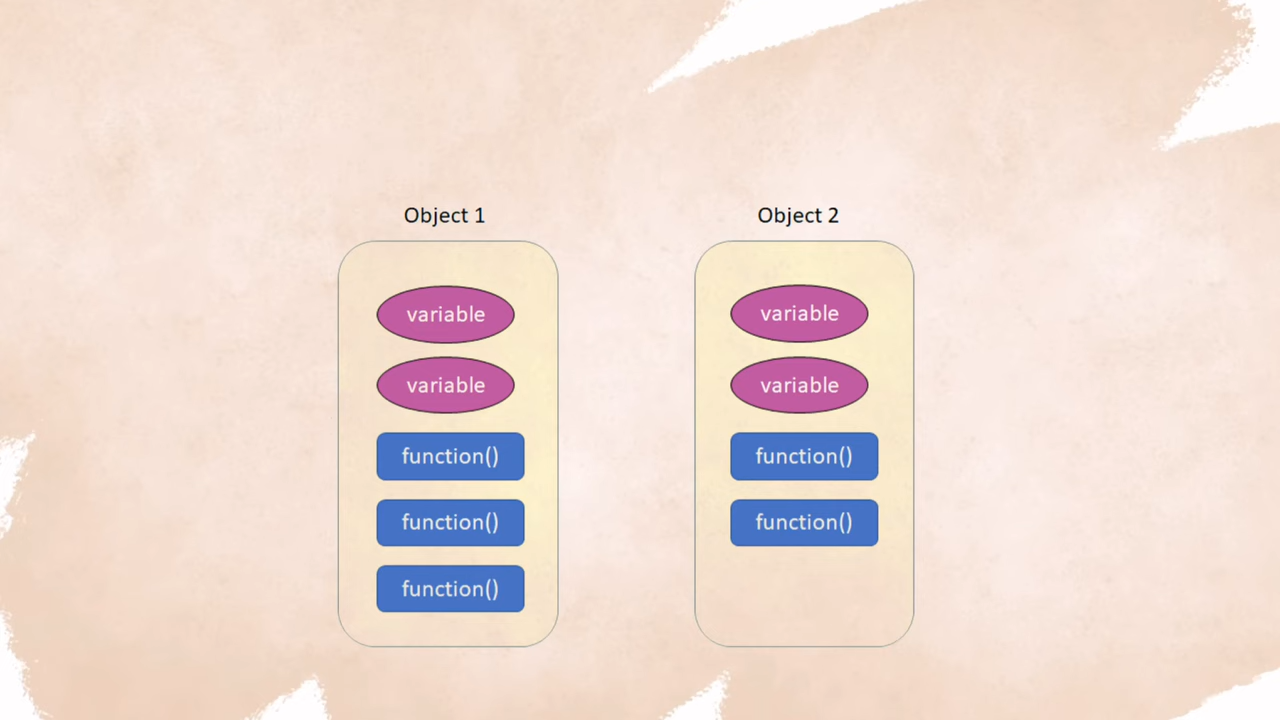 Object 1
variable
variable
function()
function()
function()
Object 2
variable
variable
function()
function()